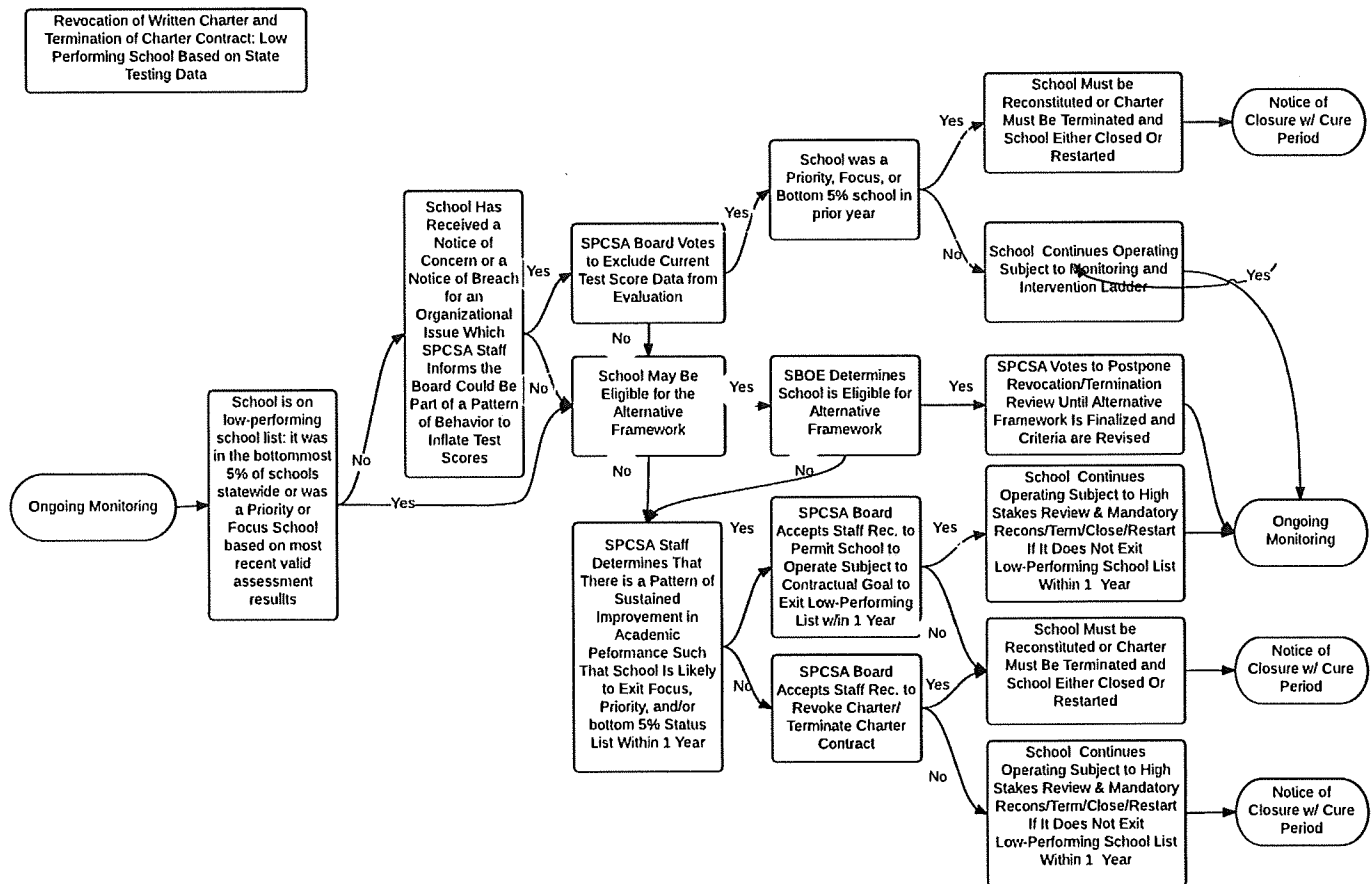 Revocation of Written Charter and
Termination of Charter Contract: Low
Performing School Based on State
Testing Data
Ongoing Monitoring
School is on
low-performing
school list: it was
in the bottommost
5% of schools
statewide or was
a Priority or
Focus School
based on most
recent valid
assessment
resullts
No
Yes
School Has
Received a
Notice of
Concern or a
Notice of Breach
for an
Organizational
Issue Which
SPCSA Staff
Informs the
Board Could Be
Part of a Pattern
of Behavior to
Inflate Test
Scores
Yes
No
SPCSA Board Votes
to Exclude Current
Test Score Data from
Evaluation
Yes
No
School was a
Priority, Focus, or
Bottom 5% school in
prior year
Yes
No
School Must be
Reconstituted or Charter
Must Be Terminated and
School Either Closed Or
Restarted
Notice of
Closure w/ Cure
Period
School Continues Operating
Subject to Monitoring and
Intervention Ladder
Yes
School May Be
Eligible for the
Alternative
Framework
Yes
No
SBOE Determines
School is Eligible for
Alternative
Framework
Yes
No
SPCSA Votes to Postpone
Revocation/Termination
Review Until Alternative
Framework Is Finalized and
Criteria are Revised
SPCSA Staff
Determines That
There is a Pattern of
Sustained
Improvement in
Academic
Peformance Such
That School Is Likely
to Exit Focus,
Priority, and/or
bottom 5% Status
List Within 1 Year
Yes
No
SPCSA Board
Accepts Staff Rec. to
Permit School to
Operate Subject to
Contractual Goal to
Exit Low-Performing
List w/in 1 Year
Yes
No
School Continues
Operating Subject to High
Stakes Review & Mandatory
Recons/Term/Close/Restart
If It Does Not Exit
Low-Performing School List
Within 1 Year
Ongoing
Monitoring
SPCSA Board
Accepts Staff Rec. to
Revoke Charter/
Terminate Charter
Contract
Yes
No
School Must be
Reconstituted or Charter
Must Be Terminated and
School Either Closed Or
Restarted
Notice of
Closure w/ Cure
Period
School Continues
Operating Subject to High
Stakes Review & Mandatory
Recons/Term/Close/Restart
If It Does Not Exit
Low-Performing School List
Within 1 Year
Notice of
Closure w/ Cure
Period